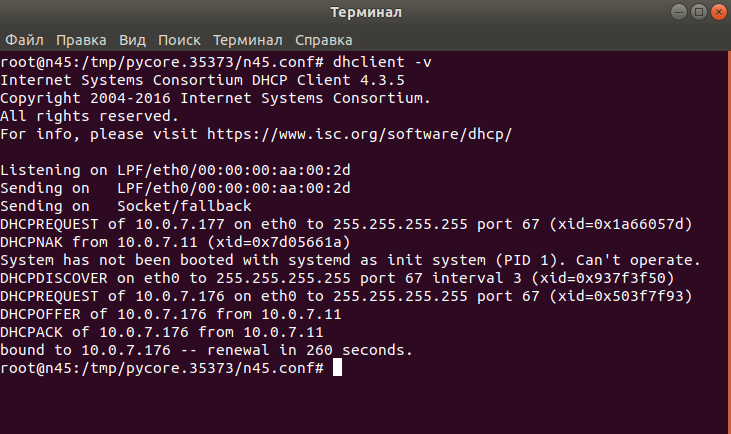 Терминал
Файл Правка Вид Поиск Терминал Справка
root@n45:/tmp/pycore.35373/n45.conf# dhclient -v
Internet Systems Consortium DHCP Client 4.3.5
Copyright 2004-2016 Internet Systems Consortium.
All rights reserved.
For info, please visit https://www.isc.org/software/dhcp/
Listening on LPF/eth0/00:00:00:aa:00:2d
Sending on   LPF/eth0/00:00:00:aa:00:2d
Sending on   Socket/fallback
DHCPREQUEST of 10.0.7.177 on eth0 to 255.255.255.255 port 67 (xid=0x1a66057d)
DHCPNAK from 10.0.7.11 (xid=0x7d05661a)
System has not been booted with systemd as init system (PID 1). Can't operate.
DHCPDISCOVER on eth0 to 255.255.255.255 port 67 interval 3 (xid=0x937f3f50)
DHCPREQUEST of 10.0.7.176 on eth0 to 255.255.255.255 port 67 (xid=0x503f7f93)
DHCPOFFER of 10.0.7.176 from 10.0.7.11
DHCPACK of 10.0.7.176 from 10.0.7.11
bound to 10.0.7.176 -- renewal in 260 seconds.
root@n45:/tmp/pycore.35373/n45.conf#